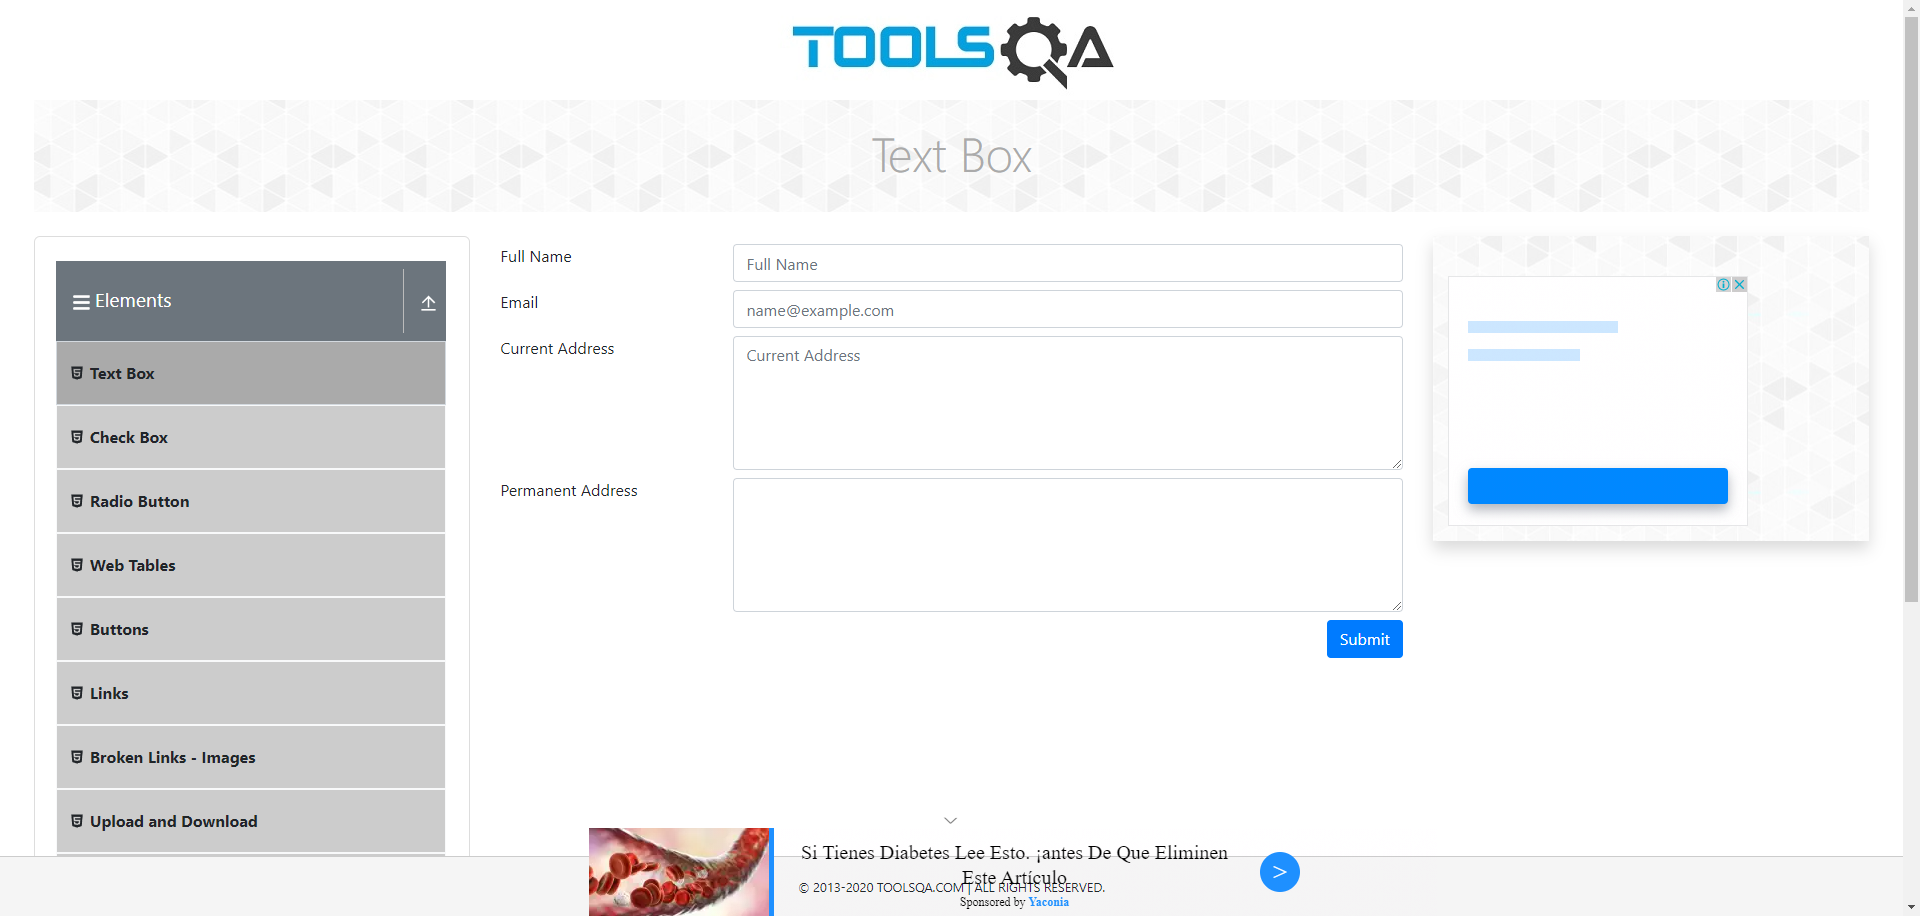 TOOLSQA
Text Box
Elements
Text Box
Check Box
Radio Button
Web Tables
Buttons
Links
Broken Links - Images
Upload and Download
Full Name
Full Name
Email
name@example.com
Current Address
Current Address
Permanent Address
Submit
Si Tienes Diabetes Lee Esto. ¡antes De Que Eliminen
Este Artículo
© 2013-2020 TOOLSQA.COM | ALL RIGHTS RESERVED.
Sponsored by Yaconia